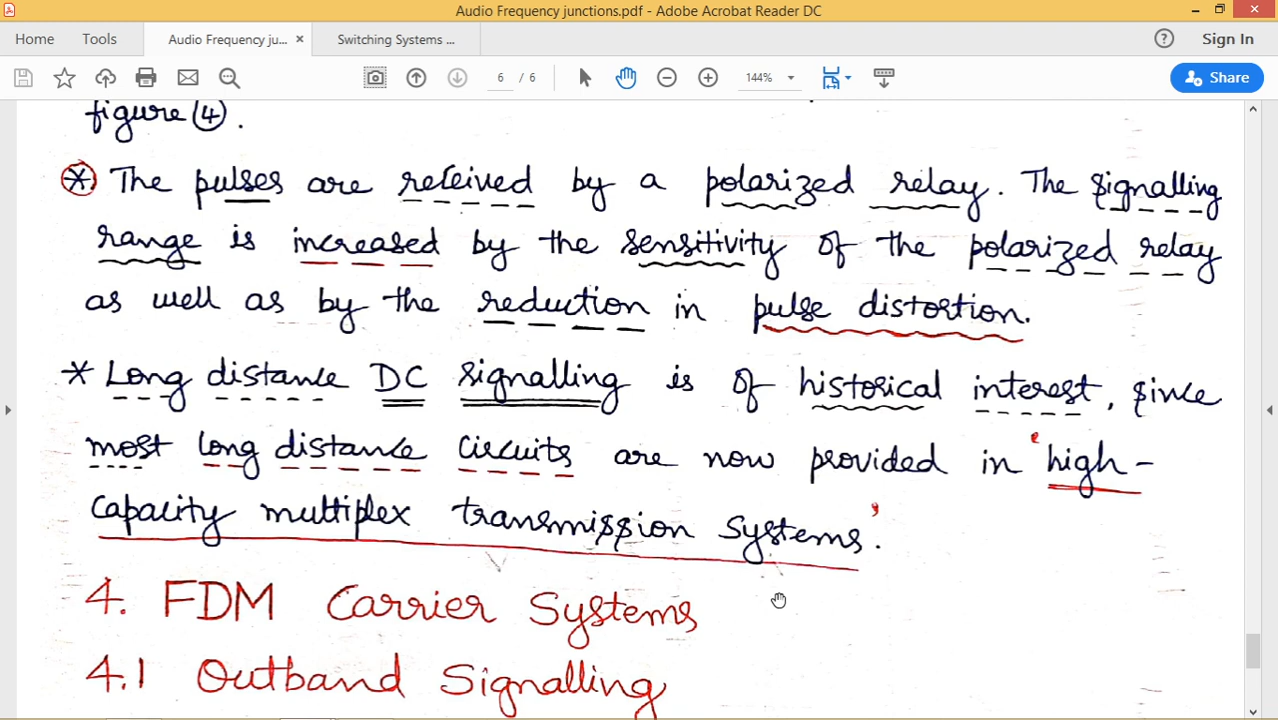 Audio Frequency junctions.pdf - Adobe Acrobat Reader DC
Home Tools Audio Frequency ju... × Switching Systems ... ? Sign In
6 / 6 144% Share
figure (4).
* The pulses are received by a polarized relay. The signalling
range is increased by the sensitivity of the polarized relay
as well as by the reduction in pulse distortion.
* Long distance DC signalling is of historical interest, since
most long distance circuits are now provided in 'high-
capacity multiplex transmission systems'.
4. FDM Carrier Systems
4.1 Outband Signalling